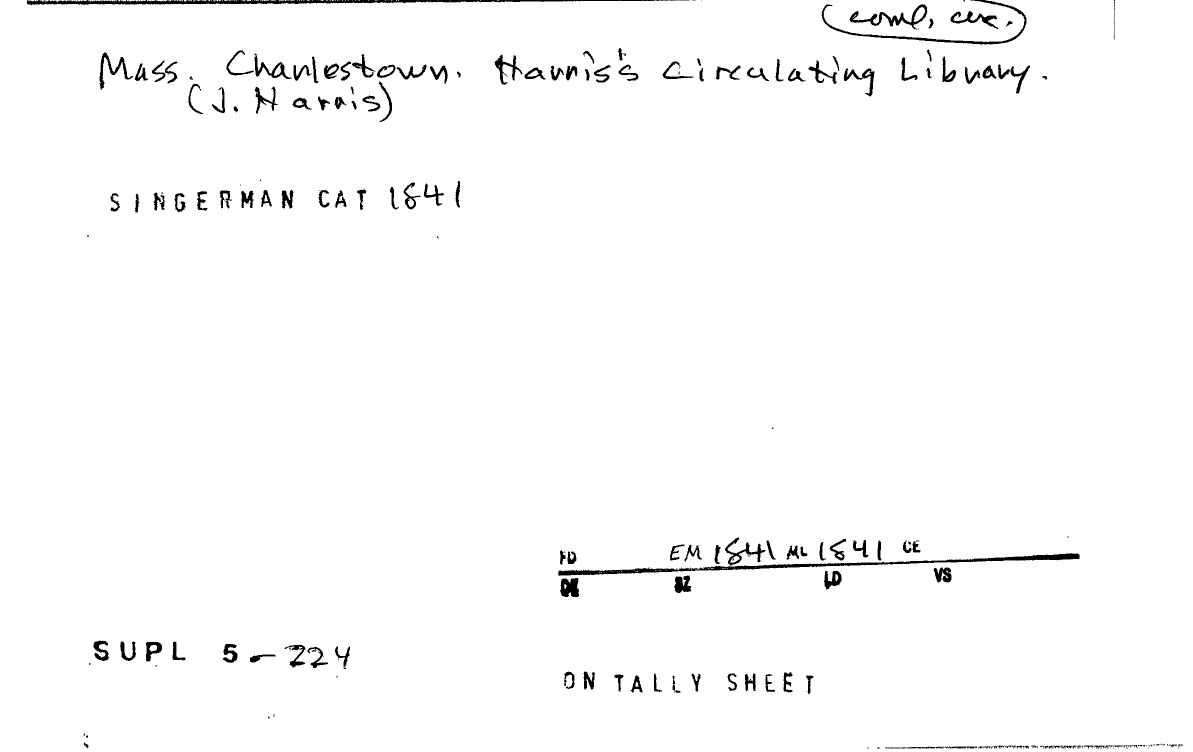 (coml, circ.)
Mass. Charlestown. Harris's Circulating Library.
(J. Harris)
SINGERMAN CAT 1841
FD EM 1841 ML 1841 CE
SZ LD VS
SUPL 5-224
ON TALLY SHEET